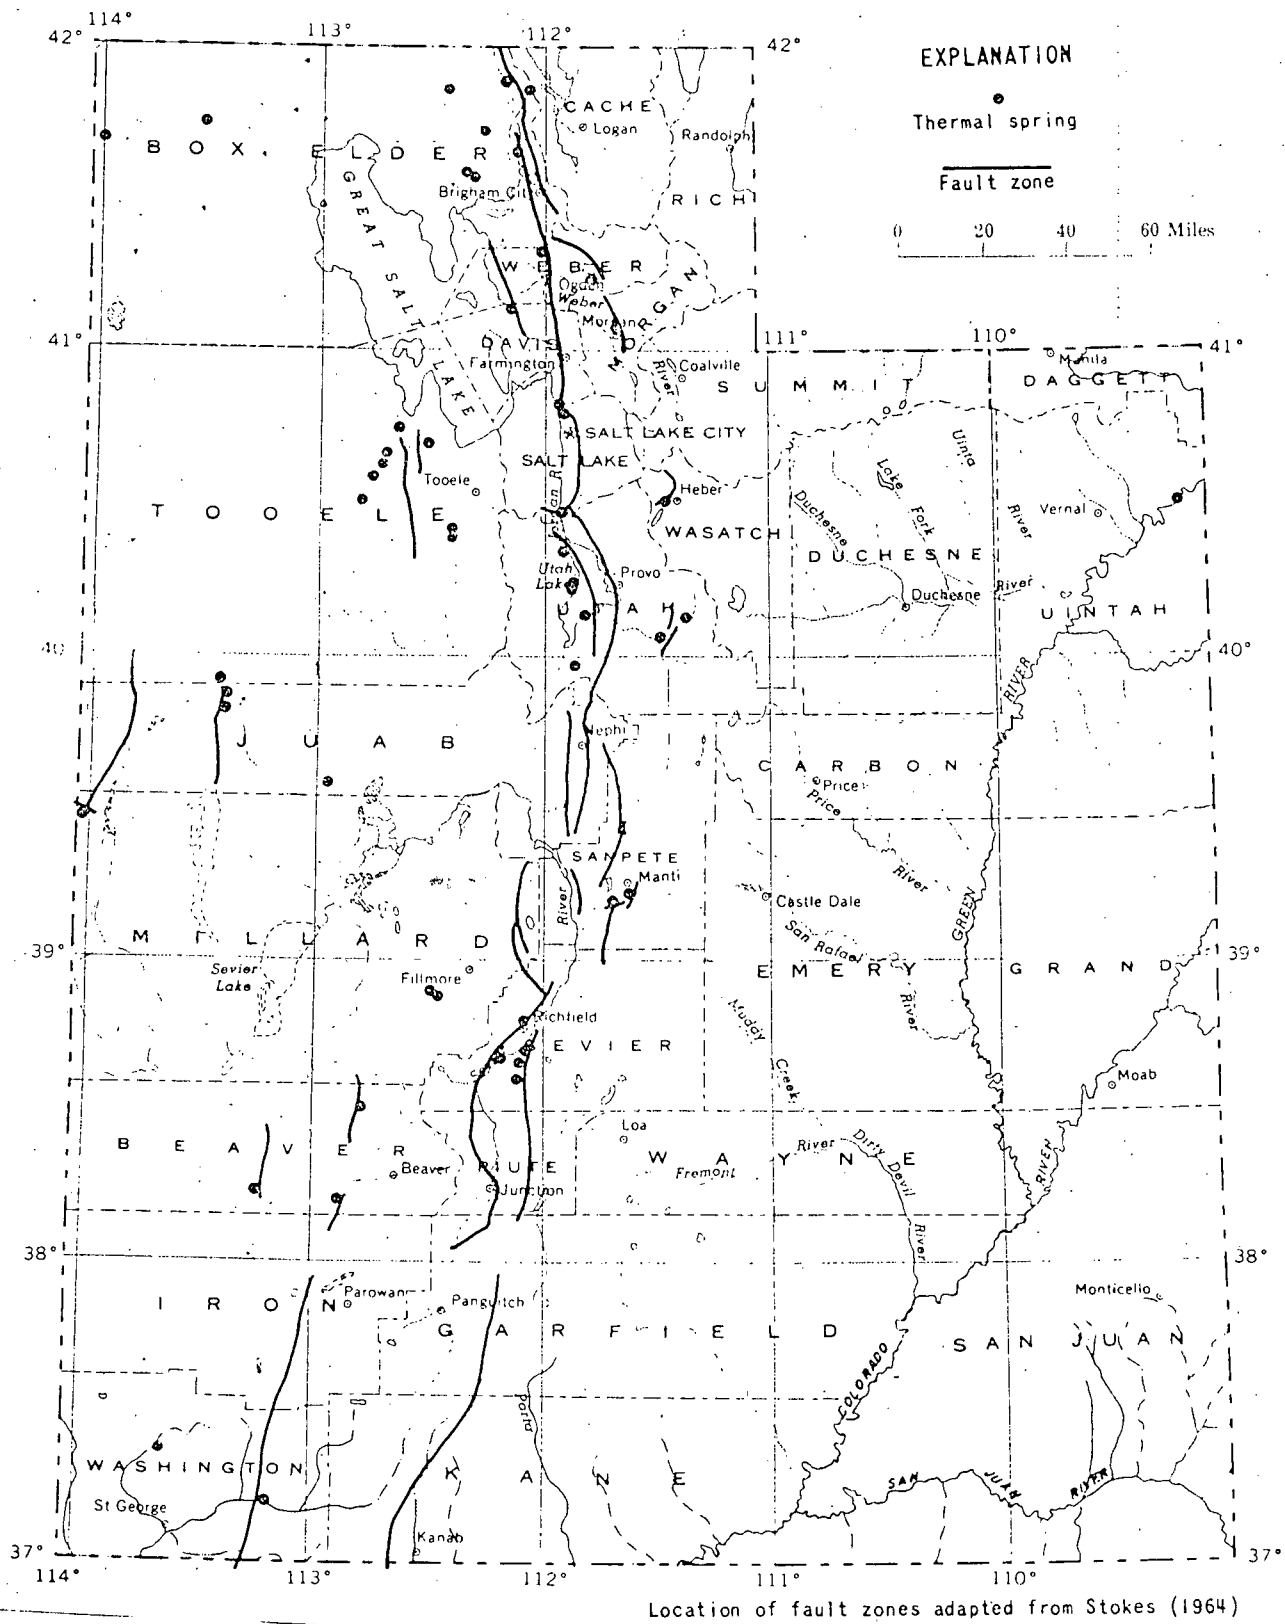 114°
113°
112°
42°
42°
EXPLANATION
Thermal spring
Fault zone
0 20 40 60 Miles
CACHE
Logan
Randolph
BOX ELDER
Brigham City
RICH
GREAT SALT LAKE
WEBER
Ogden
Weber
MORGAN
Morgan
41°
111°
110°
41°
DAVIS
Farmington
River
Coalville
SUMMIT
Manila
DAGGETT
SALT LAKE CITY
SALT LAKE
Uinta
River
Tooele
Heber
Lake Fork
Duchesne
Vernal
TOOELE
WASATCH
DUCHESNE
Utah Lake
Provo
Duchesne
River
UTAH
UINTAH
40
40°
GREEN RIVER
JUAB
Nephi
CARBON
Price
Price River
SANPETE
Manti
River
Castle Dale
MILLARD
San Rafael River
39°
39°
Sevier Lake
Fillmore
EMERY
GRAND
Richfield
SEVIER
Muddy Creek
Moab
Loa
BEAVER
Beaver
PIUTE
Junction
WAYNE
Fremont River
Dirty Devil River
RIVER
38°
38°
IRON
Parowan
Panguitch
Monticello
GARFIELD
SAN JUAN
COLORADO
WASHINGTON
KANE
St George
Kanab
SAN JUAN RIVER
37°
37°
114°
113°
112°
111°
110°
Location of fault zones adapted from Stokes (1964)